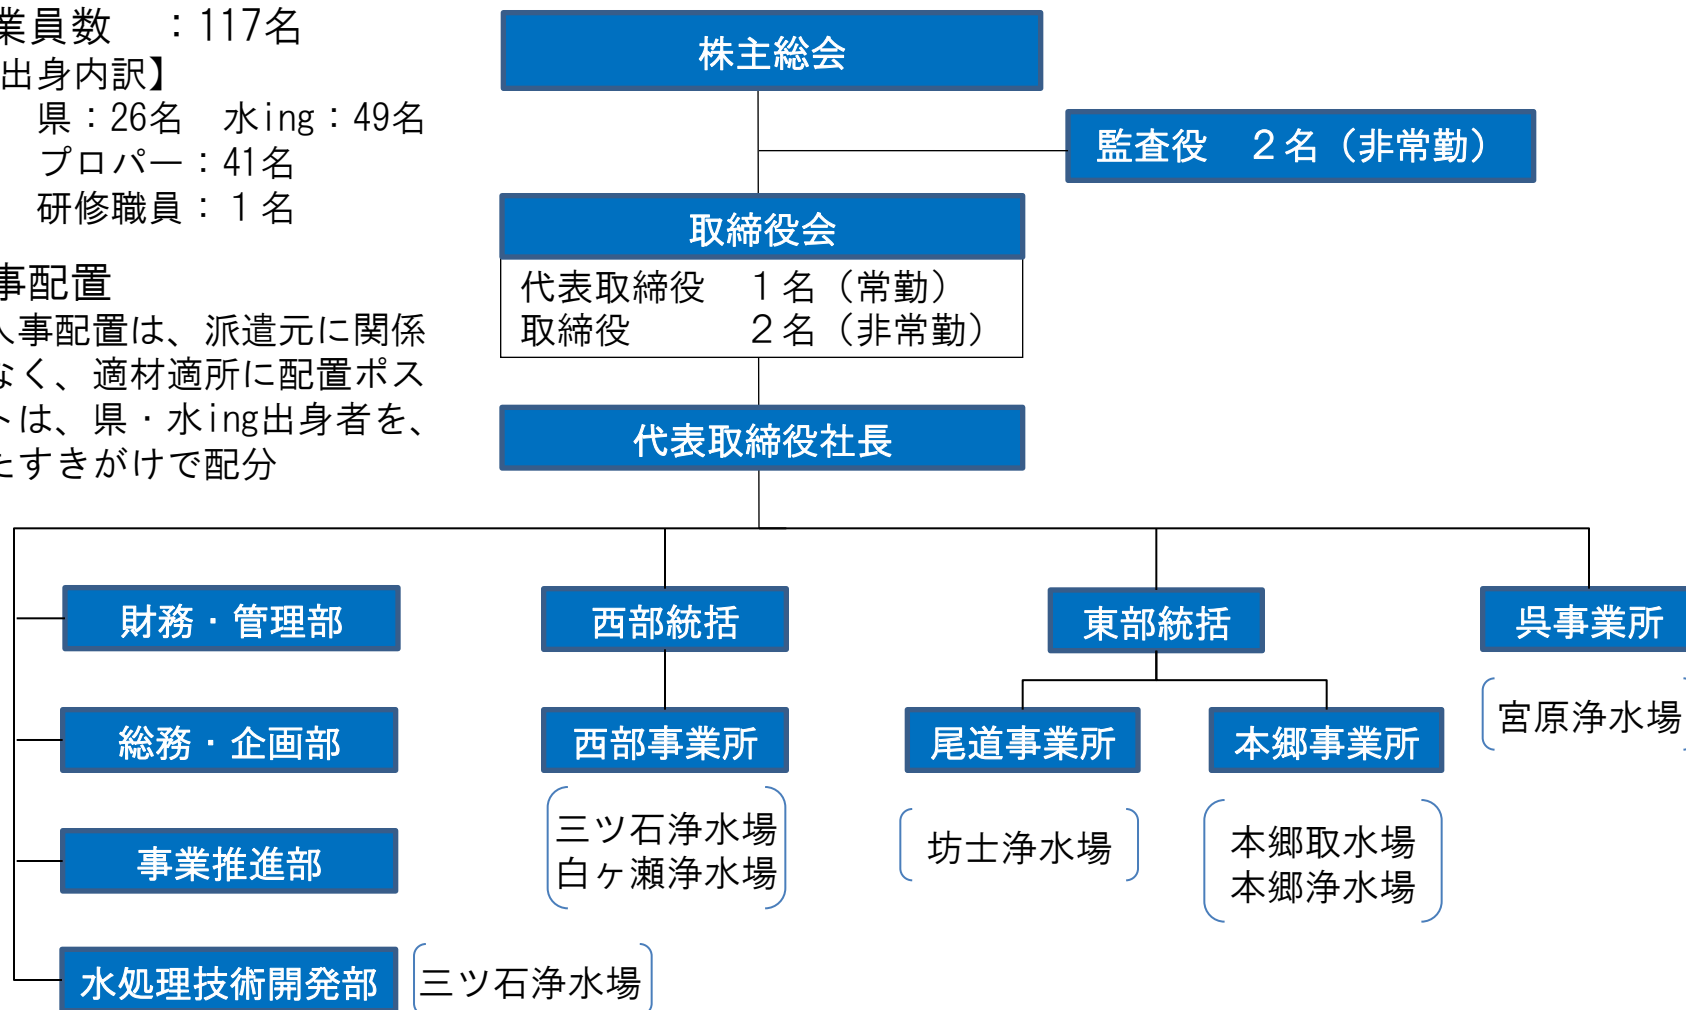 業員数　：117名
出身内訳】
県：26名　水ing：49名
プロパー：41名
研修職員：１名
事配置
人事配置は、派遣元に関係
なく、適材適所に配置ポス
トは、県・水ing出身者を、
たすきがけで配分
株主総会
監査役　２名（非常勤）
取締役会
代表取締役　１名（常勤）
取締役　　　２名（非常勤）
代表取締役社長
財務・管理部
総務・企画部
事業推進部
水処理技術開発部
三ツ石浄水場
西部統括
西部事業所
三ツ石浄水場
白ヶ瀬浄水場
東部統括
尾道事業所
坊士浄水場
本郷事業所
本郷取水場
本郷浄水場
呉事業所
宮原浄水場